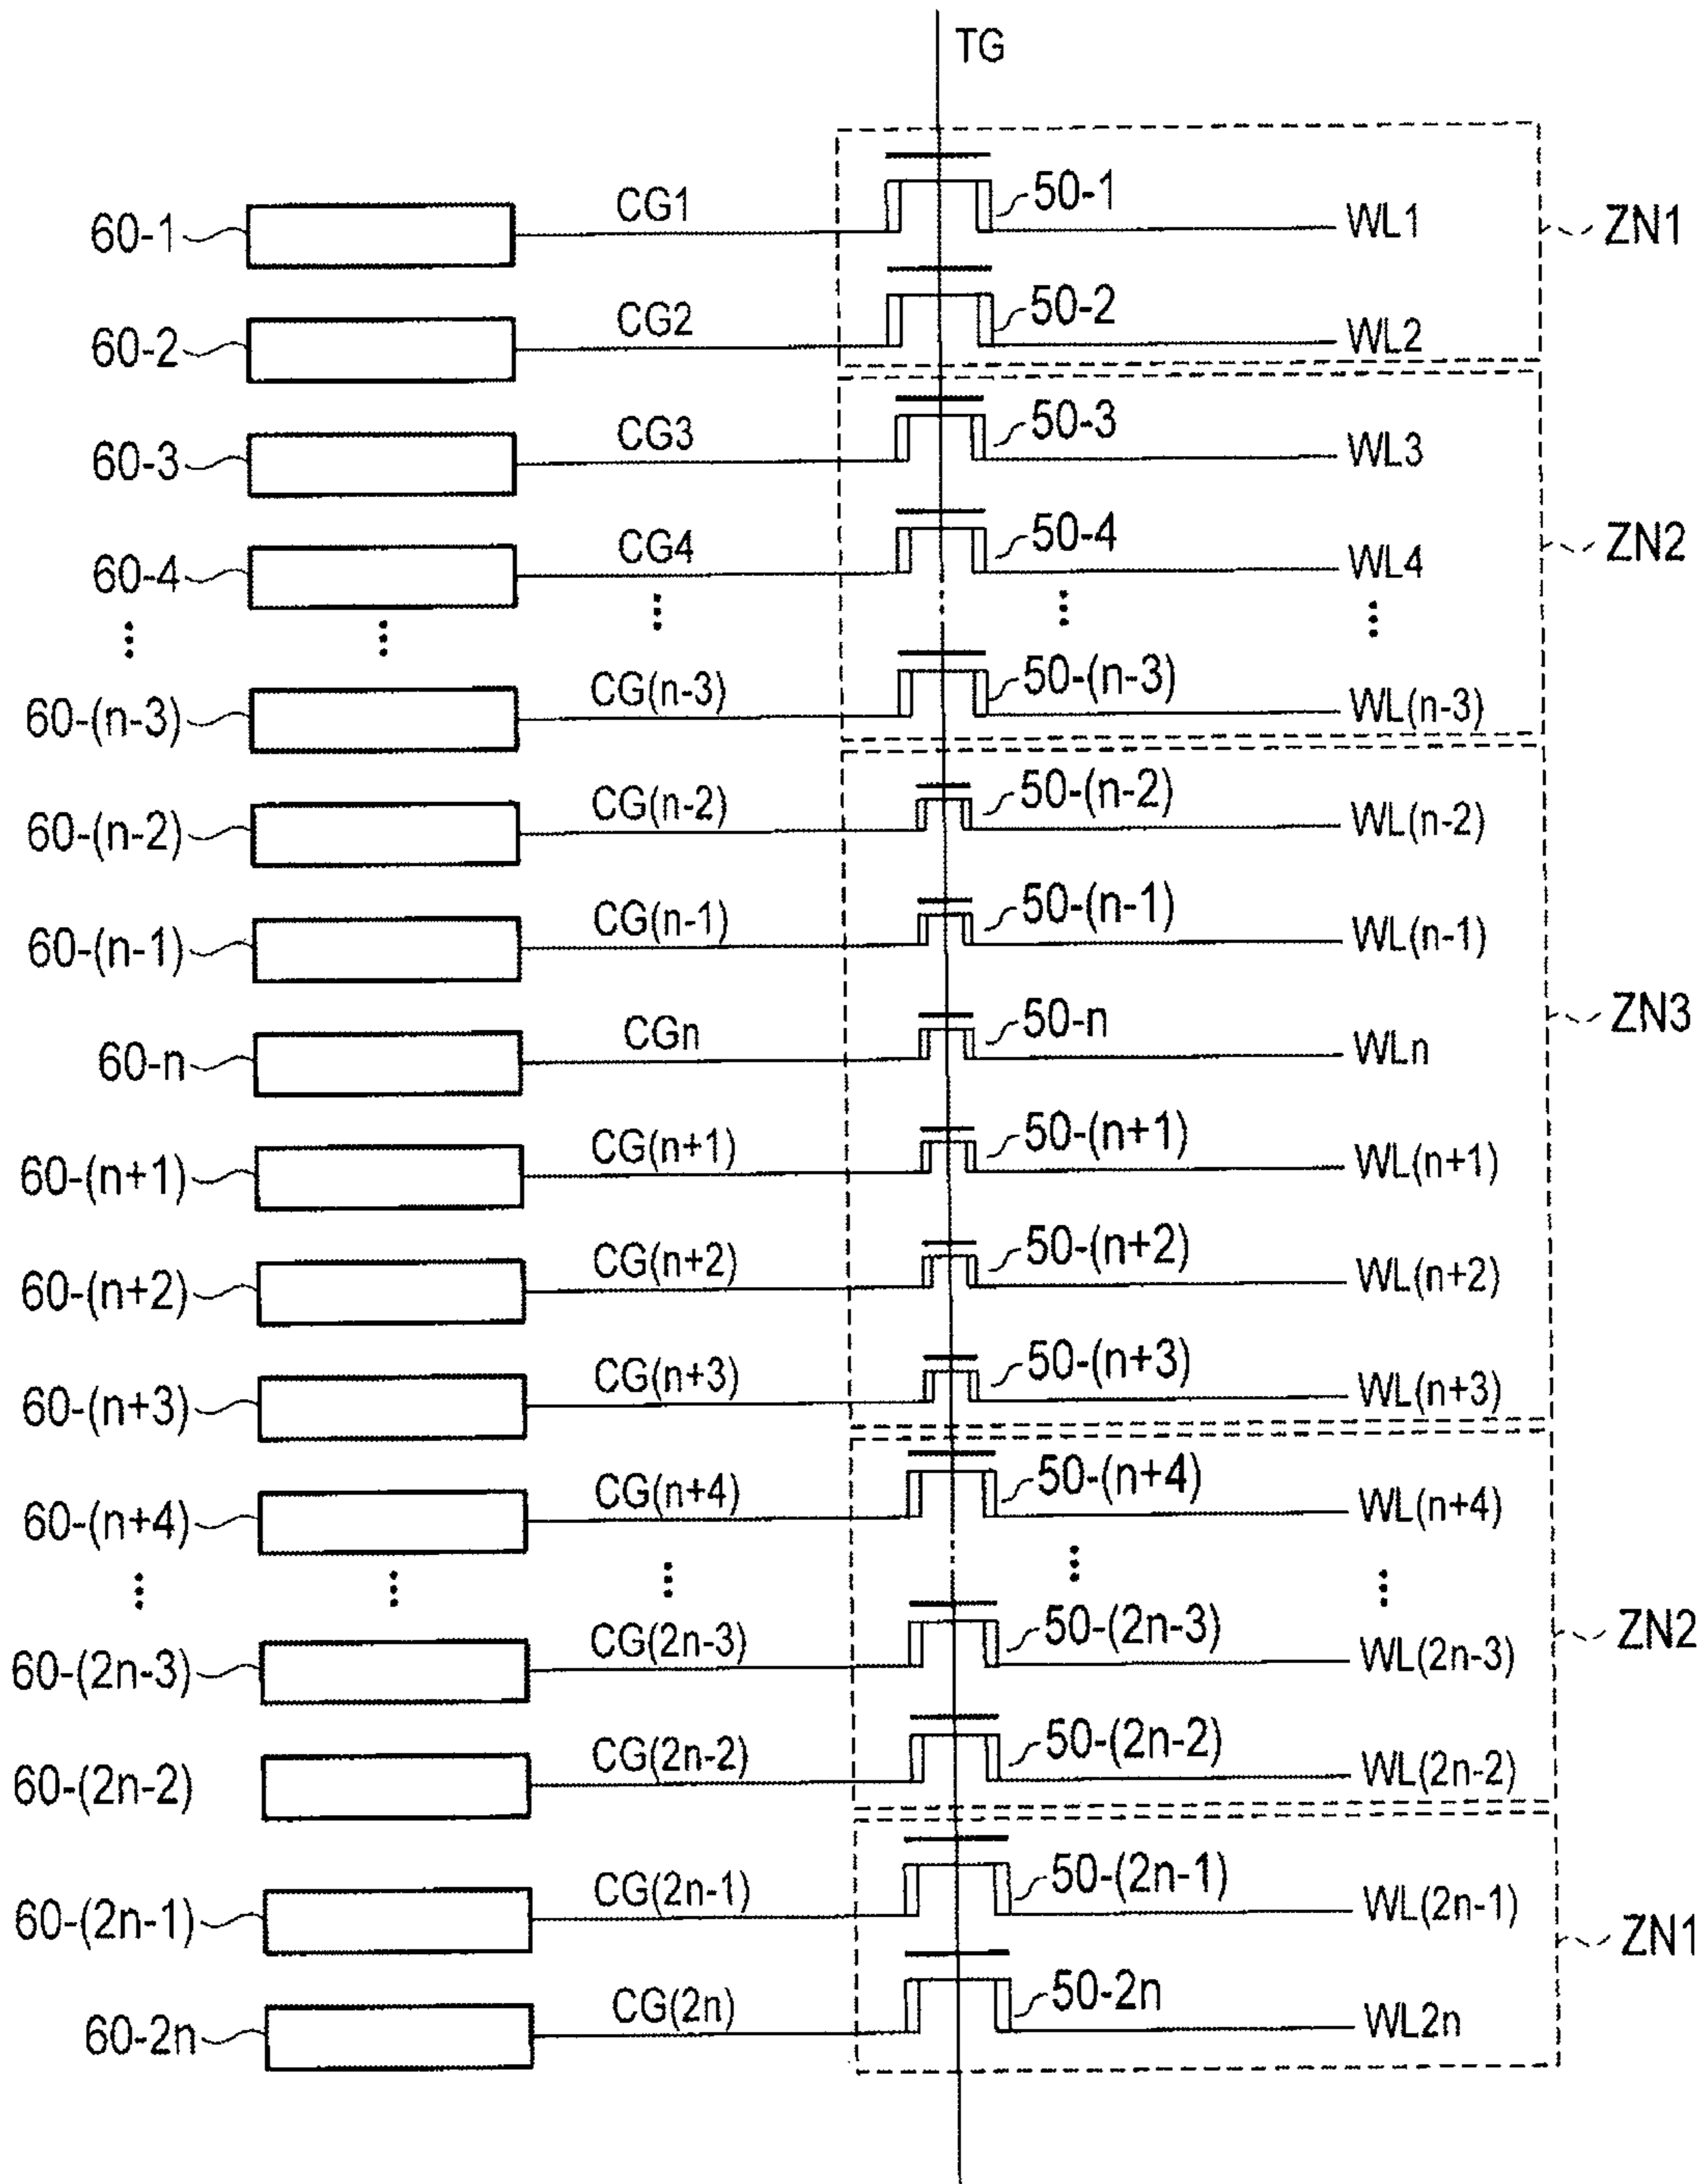 TG
60-1 CG1 50-1 WL1 ZN1
60-2 CG2 50-2 WL2
60-3 CG3 50-3 WL3
60-4 CG4 50-4 WL4 ZN2
60-(n-3) CG(n-3) 50-(n-3) WL(n-3)
60-(n-2) CG(n-2) 50-(n-2) WL(n-2)
60-(n-1) CG(n-1) 50-(n-1) WL(n-1)
60-n CGn 50-n WLn ZN3
60-(n+1) CG(n+1) 50-(n+1) WL(n+1)
60-(n+2) CG(n+2) 50-(n+2) WL(n+2)
60-(n+3) CG(n+3) 50-(n+3) WL(n+3)
60-(n+4) CG(n+4) 50-(n+4) WL(n+4)
60-(2n-3) CG(2n-3) 50-(2n-3) WL(2n-3) ZN2
60-(2n-2) CG(2n-2) 50-(2n-2) WL(2n-2)
60-(2n-1) CG(2n-1) 50-(2n-1) WL(2n-1) ZN1
60-2n CG(2n) 50-2n WL2n